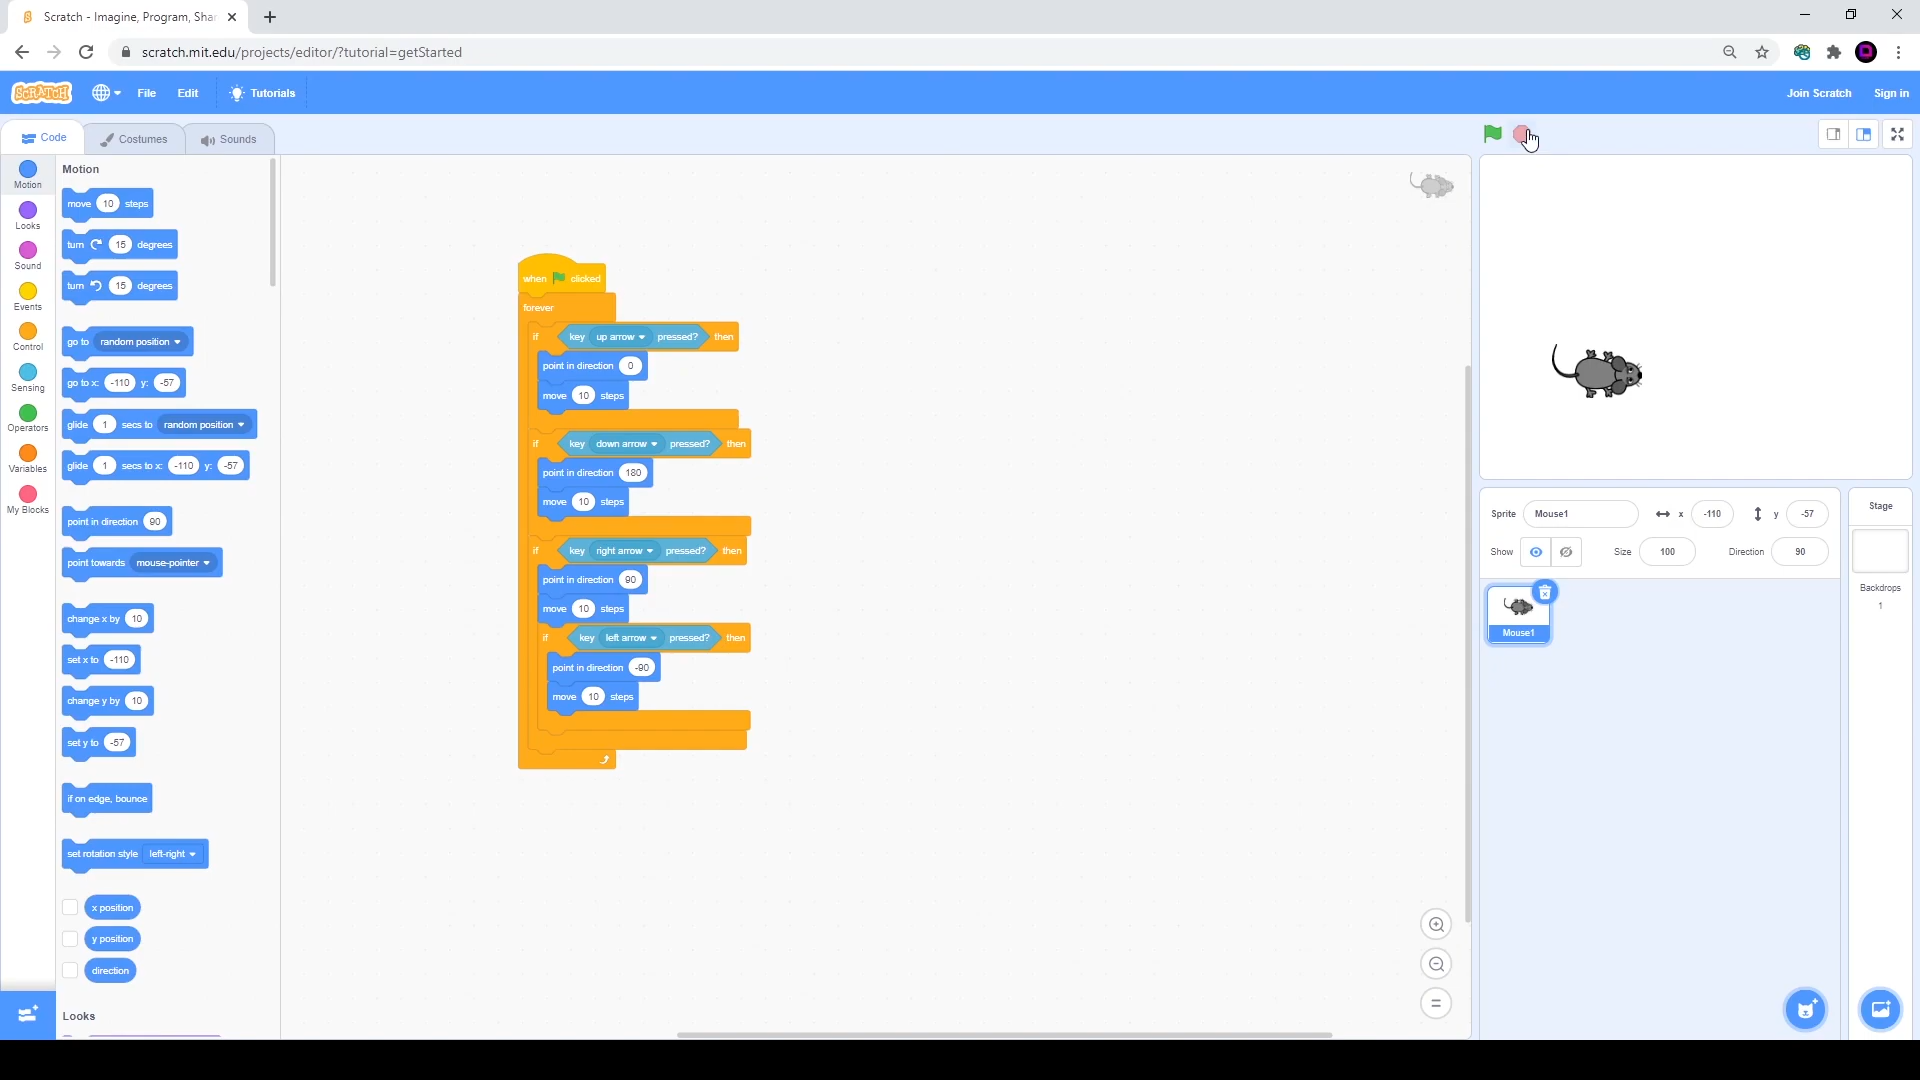 Scratch - Imagine, Program, Shar
scratch.mit.edu/projects/editor/?tutorial=getStarted
SCRATCH File Edit Tutorials Join Scratch Sign in
Code Costumes Sounds
Motion
Looks
Sound
Events
Control
Sensing
Operators
Variables
My Blocks
Motion
move 10 steps
turn 15 degrees
turn 15 degrees
go to random position
go to x: -110 y: -57
glide 1 secs to random position
glide 1 secs to x: -110 y: -57
point in direction 90
point towards mouse-pointer
change x by 10
set x to -110
change y by 10
set y to -57
if on edge, bounce
set rotation style left-right
x position
y position
direction
Looks
when clicked
forever
if key up arrow pressed? then
point in direction 0
move 10 steps
if key down arrow pressed? then
point in direction 180
move 10 steps
if key right arrow pressed? then
point in direction 90
move 10 steps
if key left arrow pressed? then
point in direction -90
move 10 steps
Sprite Mouse1 x -110 y -57
Show Size 100 Direction 90
Mouse1
Stage
Backdrops
1